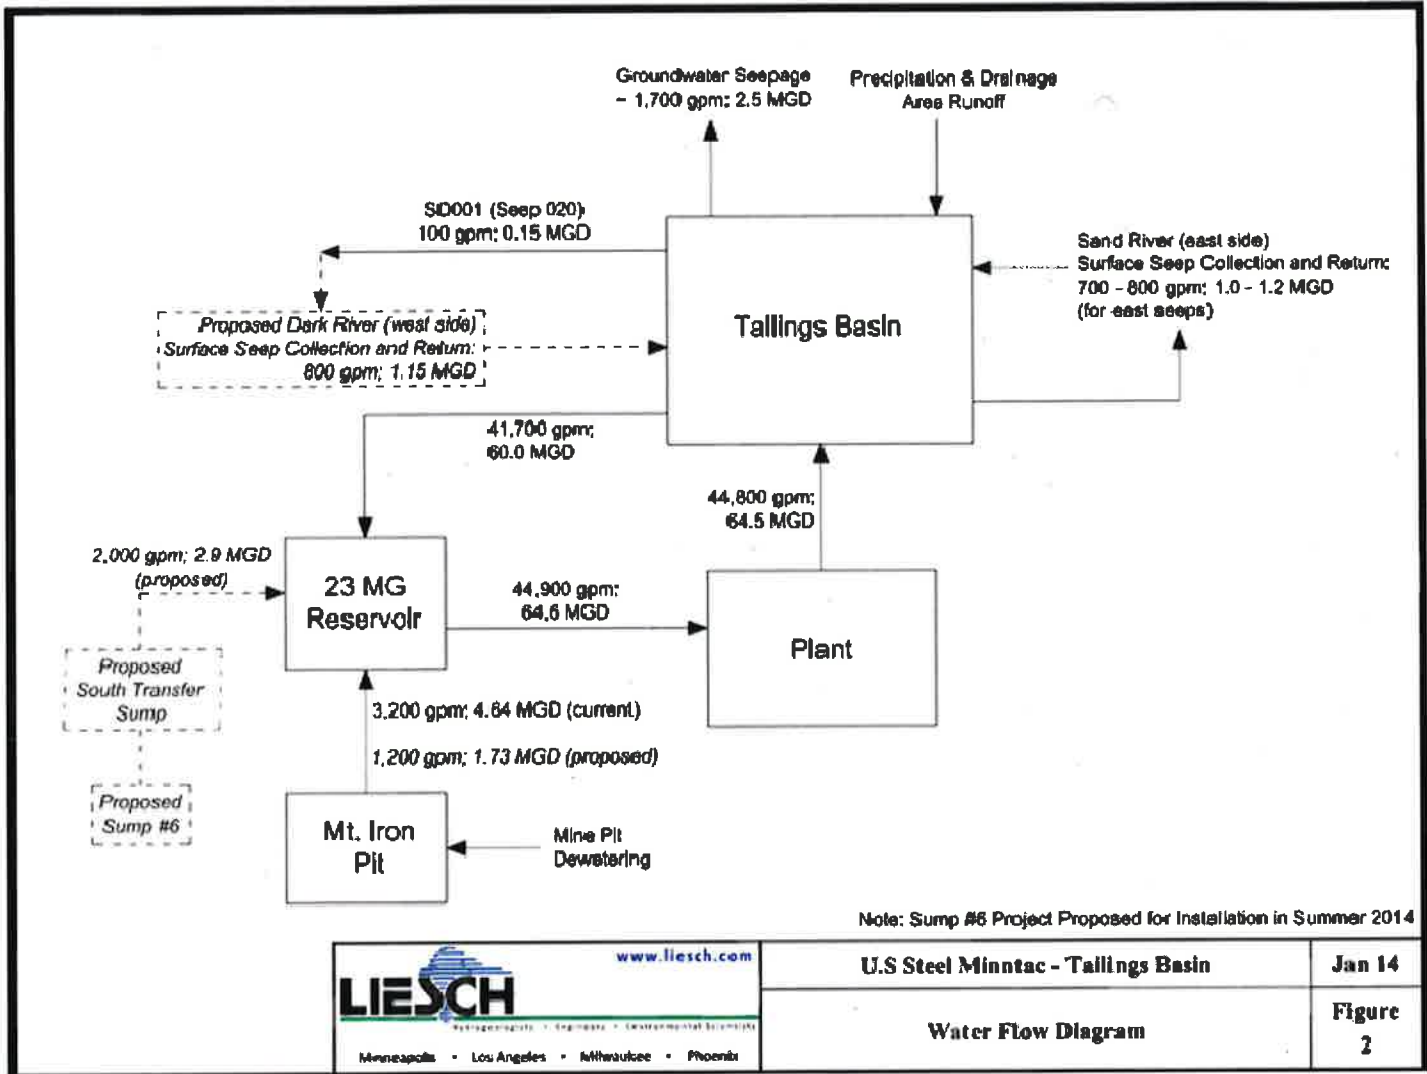 Groundwater Seepage
~ 1,700 gpm; 2.5 MGD
Precipitation & Drainage
Area Runoff
SD001 (Seep 020)
100 gpm; 0.15 MGD
Sand River (east side)
Surface Seep Collection and Return;
700 - 800 gpm; 1.0 - 1.2 MGD
(for east seeps)
Proposed Dark River (west side)
Surface Seep Collection and Return:
800 gpm; 1.15 MGD
Tailings Basin
41,700 gpm;
60.0 MGD
44,800 gpm;
64.5 MGD
2,000 gpm; 2.9 MGD
(proposed)
23 MG
Reservoir
44,900 gpm;
64.6 MGD
Plant
Proposed
South Transfer
Sump
3,200 gpm; 4.64 MGD (current)
1,200 gpm; 1.73 MGD (proposed)
Proposed
Sump #6
Mt. Iron
Pit
Mine Pit
Dewatering
Note: Sump #6 Project Proposed for Installation in Summer 2014
www.liesch.com
LIESCH
Hydrogeologists • Engineers • Environmental Scientists
Minneapolis • Los Angeles • Milwaukee • Phoenix
U.S Steel Minntac - Tailings Basin
Jan 14
Water Flow Diagram
Figure
2